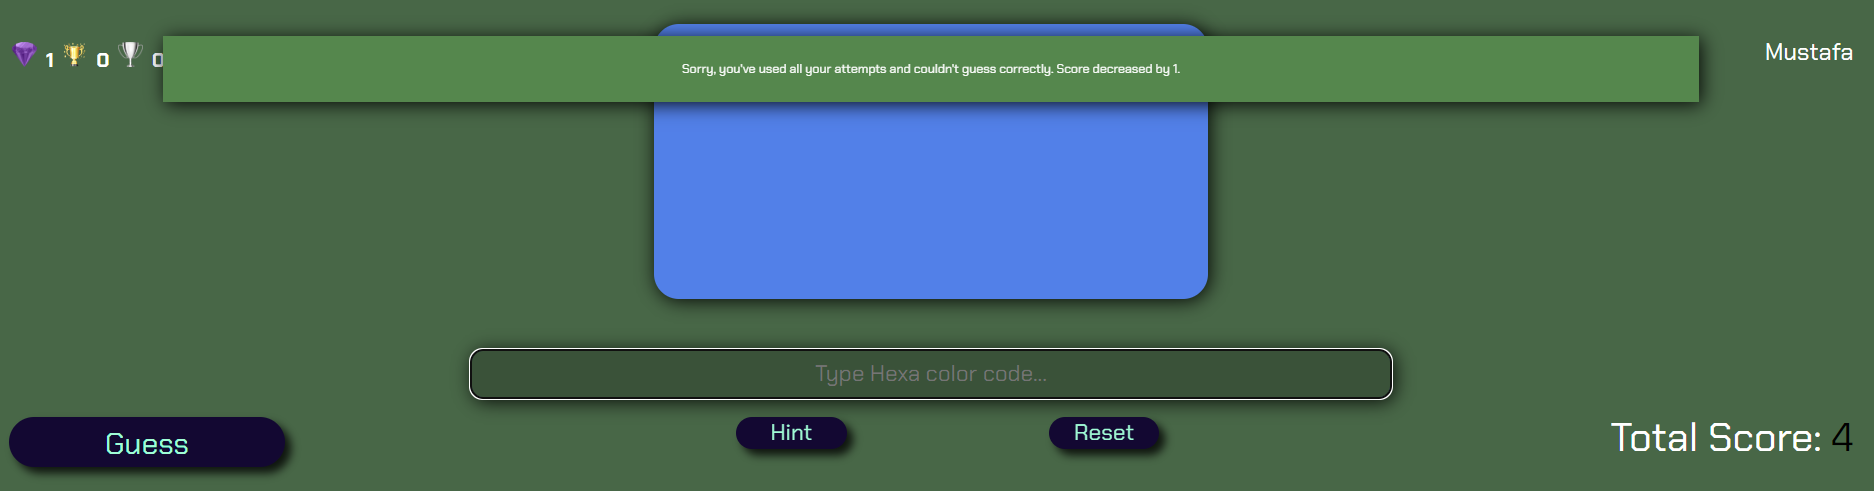 1 0 0
Sorry, you've used all your attempts and couldn't guess correctly. Score decreased by 1.
Mustafa
Type Hexa color code...
Guess
Hint
Reset
Total Score: 4